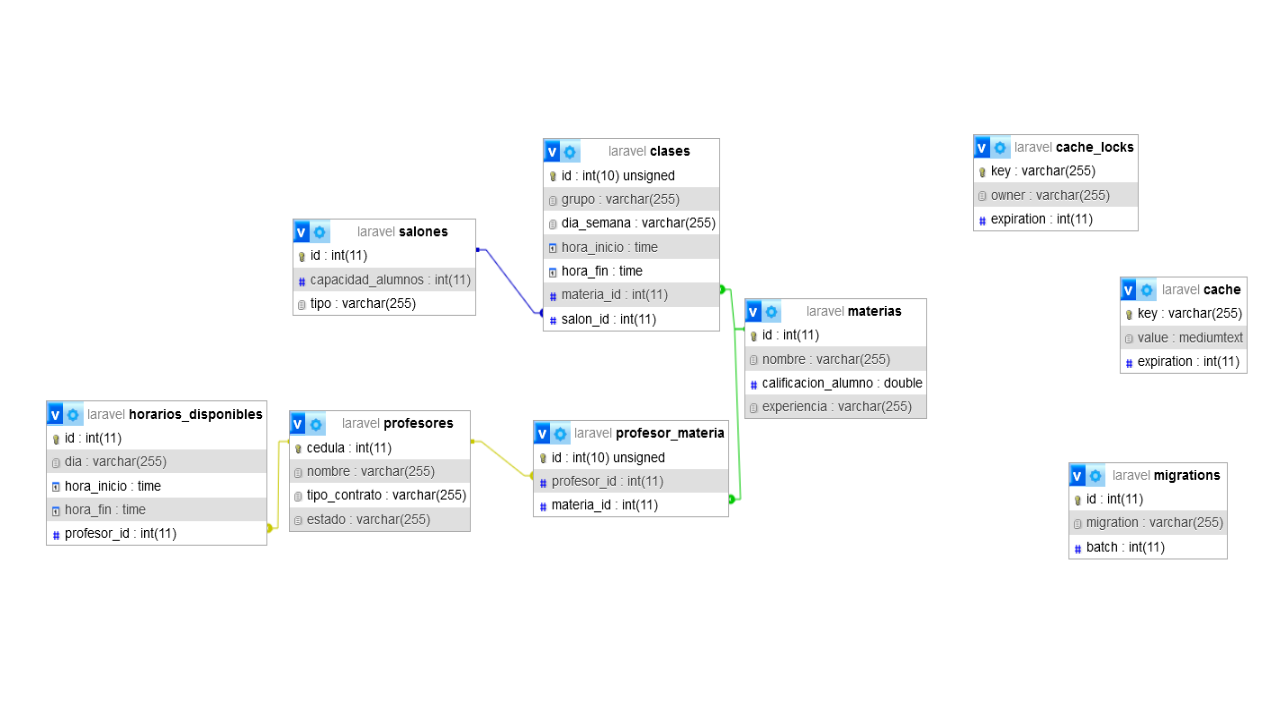 laravel clases
id : int(10) unsigned
grupo : varchar(255)
dia_semana : varchar(255)
hora_inicio : time
hora_fin : time
materia_id : int(11)
salon_id : int(11)
laravel cache_locks
key : varchar(255)
owner : varchar(255)
expiration : int(11)
laravel salones
id : int(11)
capacidad_alumnos : int(11)
tipo : varchar(255)
laravel cache
key : varchar(255)
value : mediumtext
expiration : int(11)
laravel materias
id : int(11)
nombre : varchar(255)
calificacion_alumno : double
experiencia : varchar(255)
laravel horarios_disponibles
id : int(11)
dia : varchar(255)
hora_inicio : time
hora_fin : time
profesor_id : int(11)
laravel profesores
cedula : int(11)
nombre : varchar(255)
tipo_contrato : varchar(255)
estado : varchar(255)
laravel profesor_materia
id : int(10) unsigned
profesor_id : int(11)
materia_id : int(11)
laravel migrations
id : int(11)
migration : varchar(255)
batch : int(11)